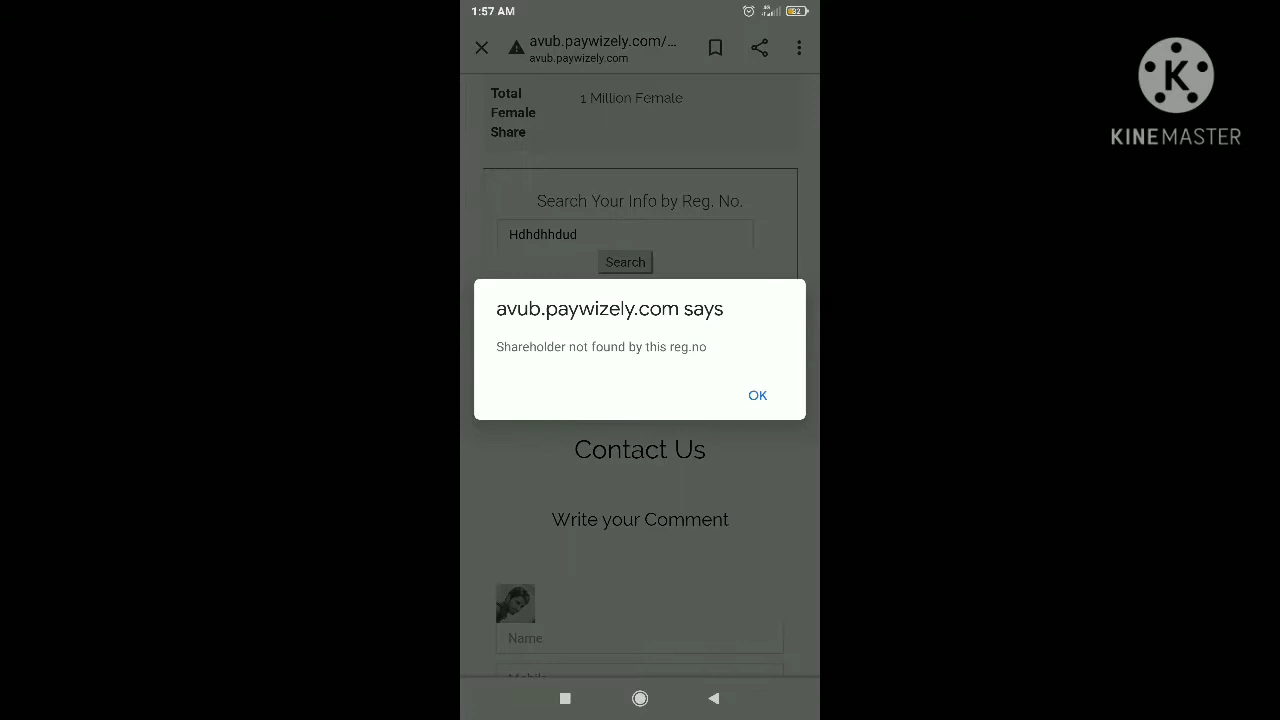 1:57 AM
32
avub.paywizely.com/...
avub.paywizely.com
Total
Female
Share
1 Million Female
Search Your Info by Reg. No.
Hdhdhhdud
Search
avub.paywizely.com says
Shareholder not found by this reg.no
OK
Contact Us
Write your Comment
Name
Mobile
K
KINEMASTER